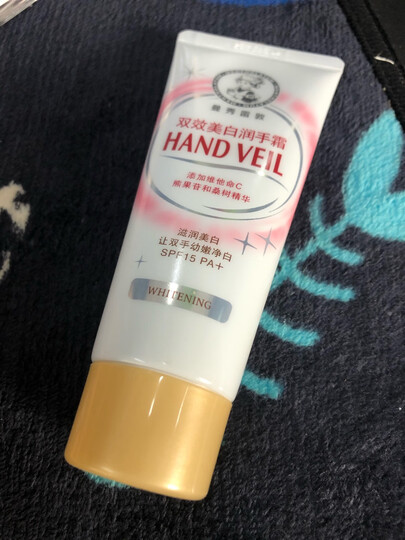 曼秀雷敦
双效美白润手霜
HAND VEIL
添加维他命C
熊果苷和桑树精华
滋润美白
让双手幼嫩净白
SPF15 PA+
WHITENING